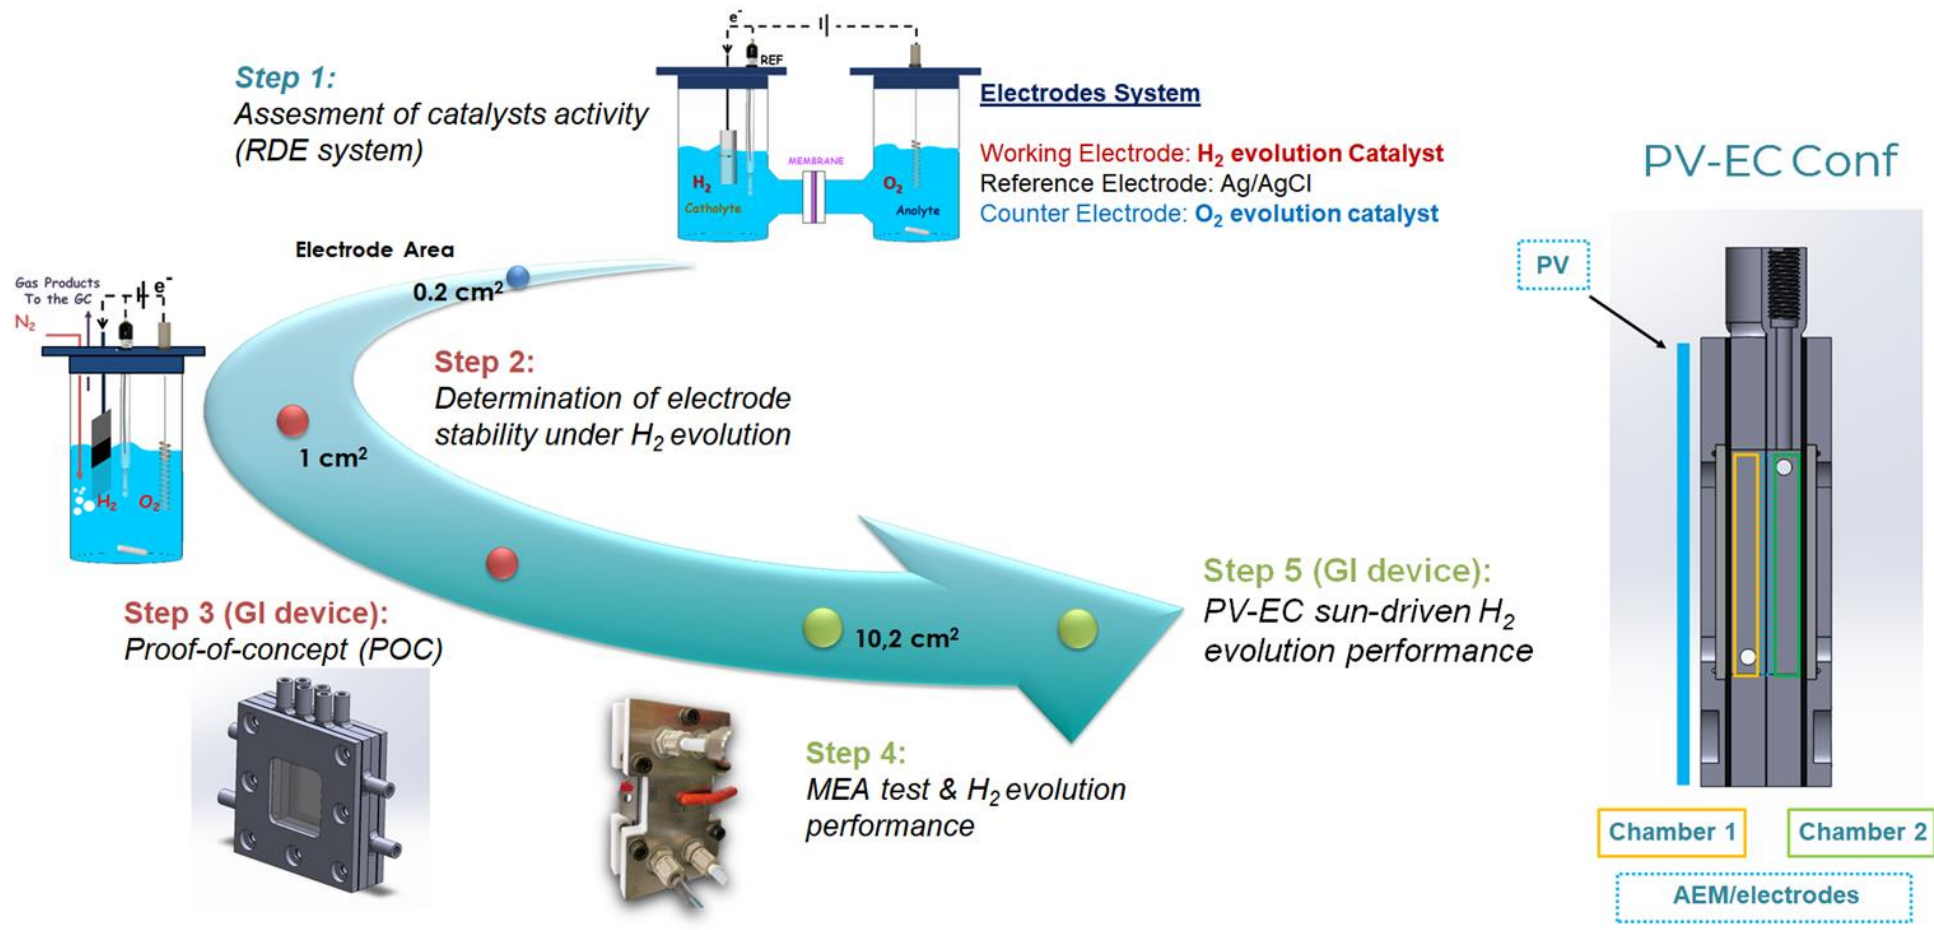 Step 1:
Assesment of catalysts activity
(RDE system)
e-
REF
MEMBRANE
H2
Catholyte
O2
Anolyte
Electrodes System
Working Electrode: H2 evolution Catalyst
Reference Electrode: Ag/AgCl
Counter Electrode: O2 evolution catalyst
PV-EC Conf
PV
Electrode Area
0.2 cm2
Gas Products
To the GC
e-
N2
H2
O2
Step 2:
Determination of electrode
stability under H2 evolution
1 cm2
Step 3 (GI device):
Proof-of-concept (POC)
10,2 cm2
Step 4:
MEA test & H2 evolution
performance
Step 5 (GI device):
PV-EC sun-driven H2
evolution performance
Chamber 1
Chamber 2
AEM/electrodes